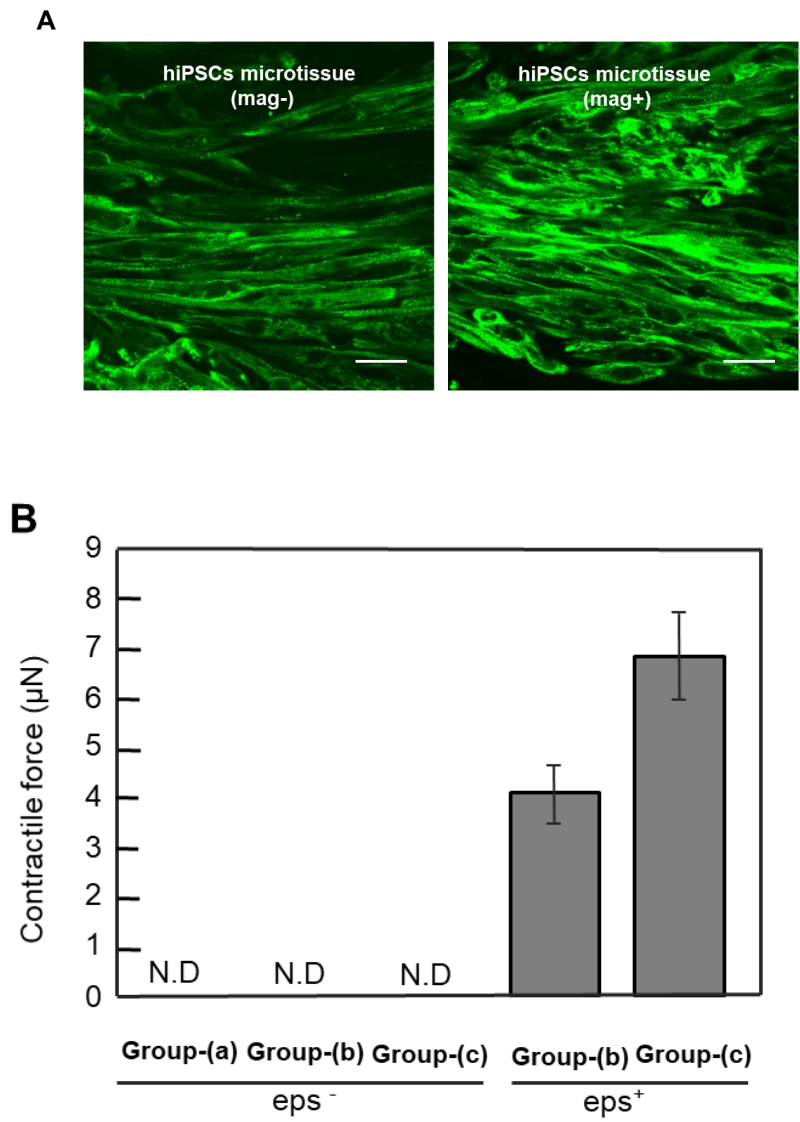 A
hiPSCs microtissue
(mag-)
hiPSCs microtissue
(mag+)
B
Contractile force (µN)
9
8
7
6
5
4
3
2
1
0
N.D
N.D
N.D
Group-(a) Group-(b) Group-(c) Group-(b) Group-(c)
eps⁻
eps⁺